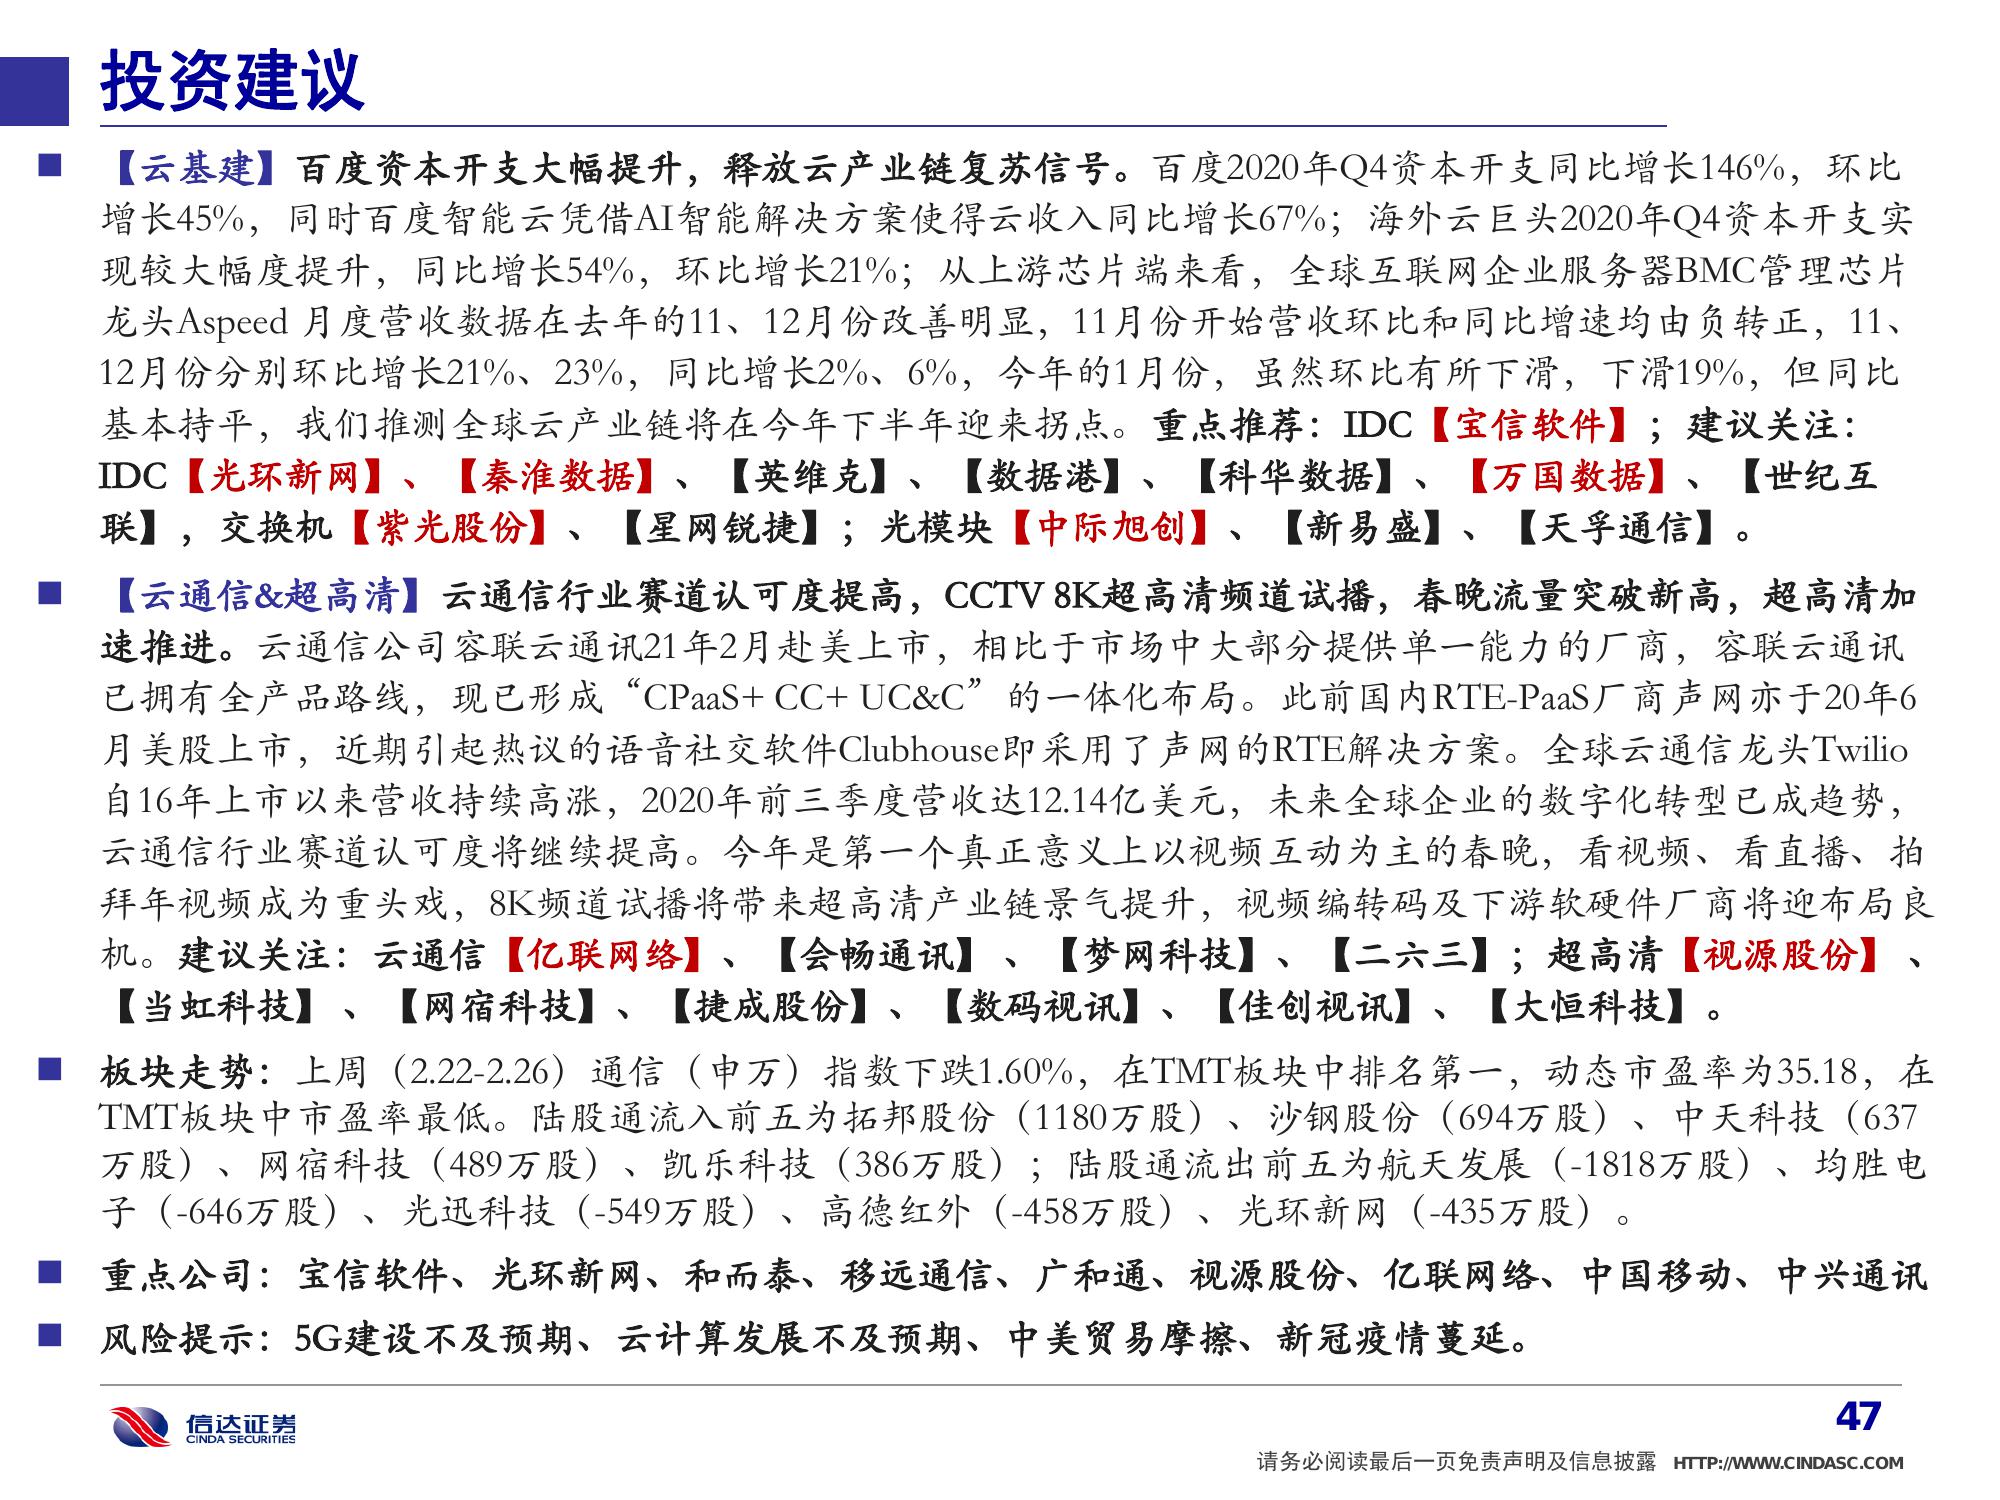 投资建议
【云基建】百度资本开支大幅提升，释放云产业链复苏信号。百度2020年Q4资本开支同比增长146%，环比
增长45%，同时百度智能云凭借AI智能解决方案使得云收入同比增长67%；海外云巨头2020年Q4资本开支实
现较大幅度提升，同比增长54%，环比增长21%；从上游芯片端来看，全球互联网企业服务器BMC管理芯片
龙头Aspeed 月度营收数据在去年的11、12月份改善明显，11月份开始营收环比和同比增速均由负转正，11、
12月份分别环比增长21%、23%，同比增长2%、6%，今年的1月份，虽然环比有所下滑，下滑19%，但同比
基本持平，我们推测全球云产业链将在今年下半年迎来拐点。重点推荐：IDC【宝信软件】；建议关注：
IDC【光环新网】、【秦淮数据】、【英维克】、【数据港】、【科华数据】、【万国数据】、【世纪互
联】，交换机【紫光股份】、【星网锐捷】；光模块【中际旭创】、【新易盛】、【天孚通信】。
【云通信&超高清】云通信行业赛道认可度提高，CCTV 8K超高清频道试播，春晚流量突破新高，超高清加
速推进。云通信公司容联云通讯21年2月赴美上市，相比于市场中大部分提供单一能力的厂商，容联云通讯
已拥有全产品路线，现已形成“CPaaS+ CC+ UC&C”的一体化布局。此前国内RTE-PaaS厂商声网亦于20年6
月美股上市，近期引起热议的语音社交软件Clubhouse即采用了声网的RTE解决方案。全球云通信龙头Twilio
自16年上市以来营收持续高涨，2020年前三季度营收达12.14亿美元，未来全球企业的数字化转型已成趋势，
云通信行业赛道认可度将继续提高。今年是第一个真正意义上以视频互动为主的春晚，看视频、看直播、拍
拜年视频成为重头戏，8K频道试播将带来超高清产业链景气提升，视频编转码及下游软硬件厂商将迎布局良
机。建议关注：云通信【亿联网络】、【会畅通讯】、【梦网科技】、【二六三】；超高清【视源股份】、
【当虹科技】、【网宿科技】、【捷成股份】、【数码视讯】、【佳创视讯】、【大恒科技】。
板块走势：上周（2.22-2.26）通信（申万）指数下跌1.60%，在TMT板块中排名第一，动态市盈率为35.18，在
TMT板块中市盈率最低。陆股通流入前五为拓邦股份（1180万股）、沙钢股份（694万股）、中天科技（637
万股）、网宿科技（489万股）、凯乐科技（386万股）；陆股通流出前五为航天发展（-1818万股）、均胜电
子（-646万股）、光迅科技（-549万股）、高德红外（-458万股）、光环新网（-435万股）。
重点公司：宝信软件、光环新网、和而泰、移远通信、广和通、视源股份、亿联网络、中国移动、中兴通讯
风险提示：5G建设不及预期、云计算发展不及预期、中美贸易摩擦、新冠疫情蔓延。
信达证券
CINDA SECURITIES
47
请务必阅读最后一页免责声明及信息披露 HTTP://WWW.CINDASC.COM